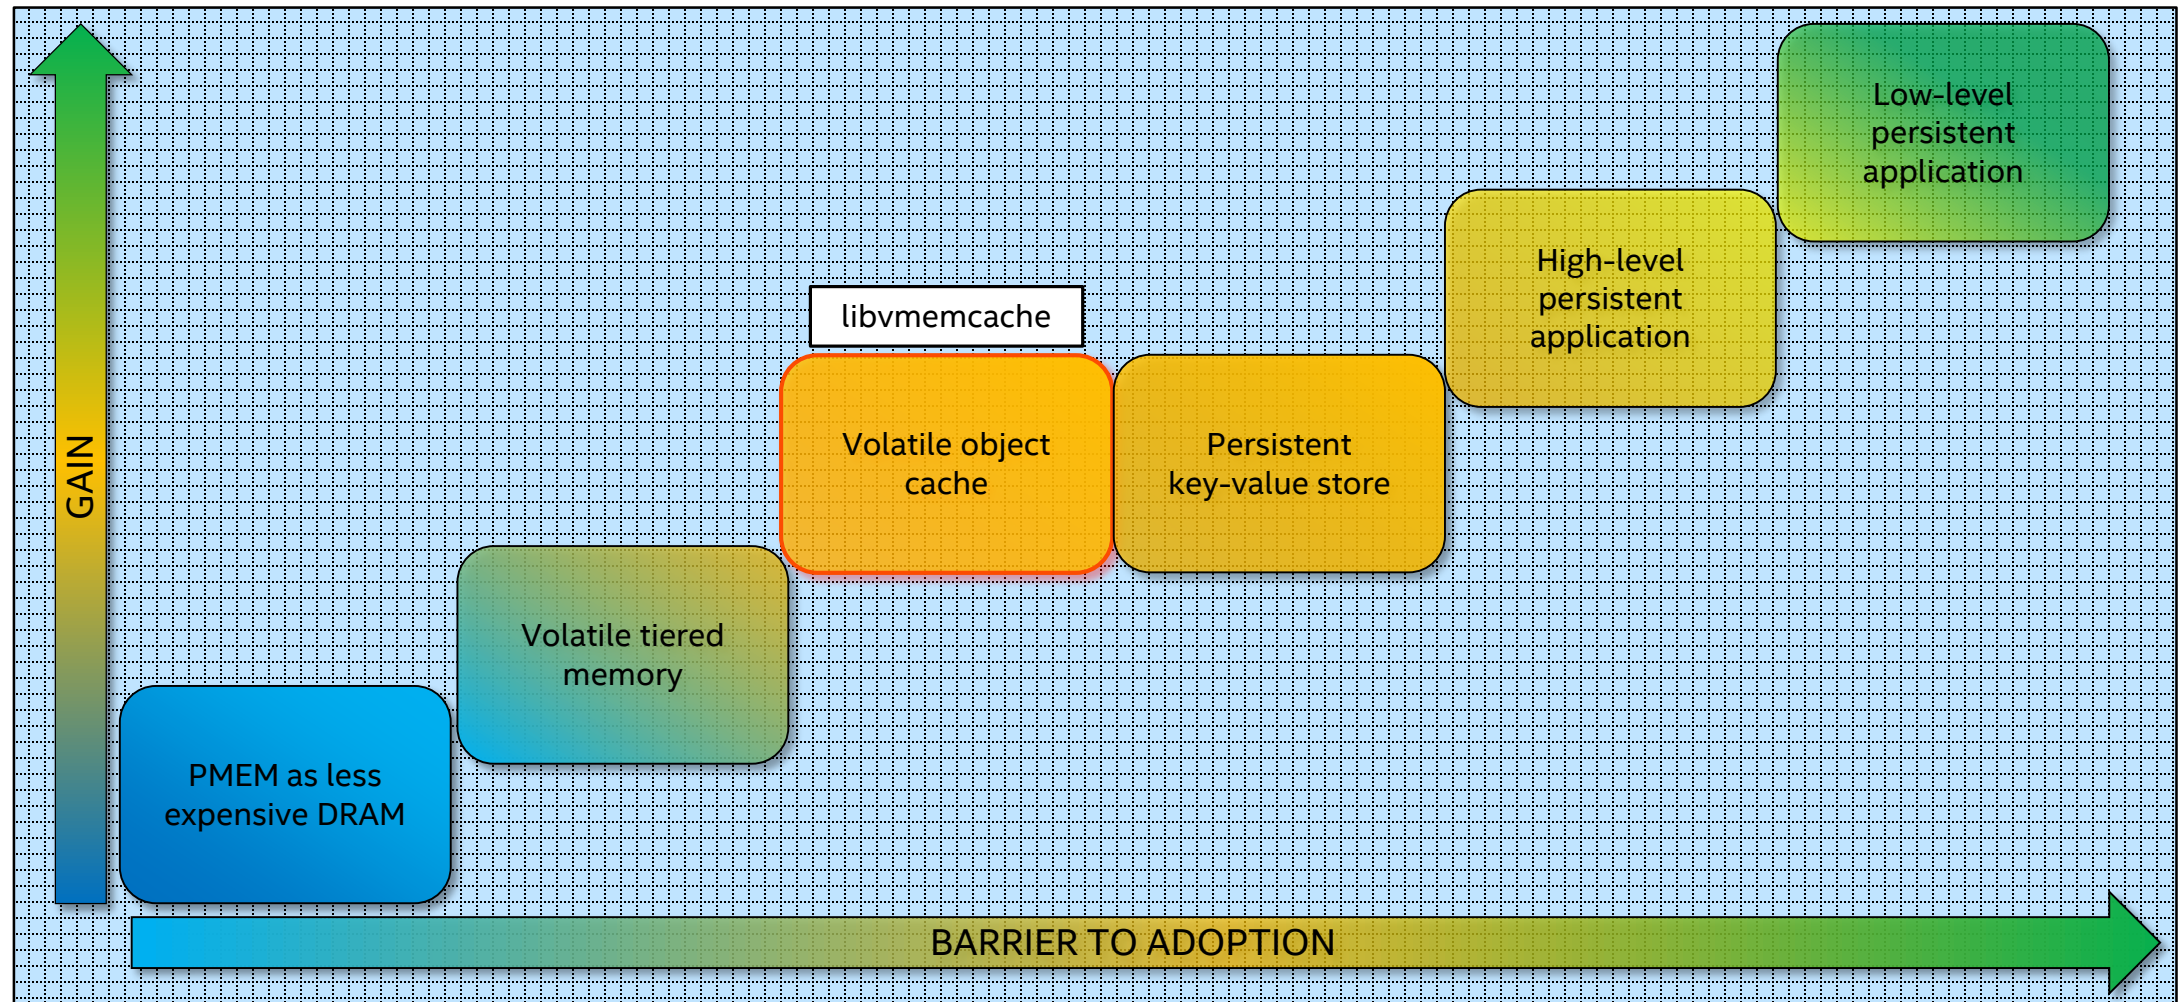 Low-level
persistent
application
High-level
persistent
application
libvmemcache
Volatile object
cache
Persistent
key-value store
GAIN
Volatile tiered
memory
PMEM as less
expensive DRAM
BARRIER TO ADOPTION